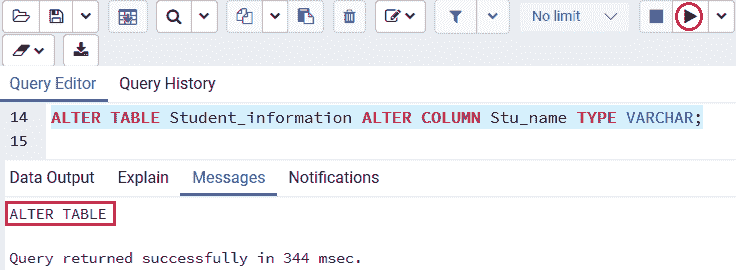 No limit
Query Editor Query History
14 ALTER TABLE Student_information ALTER COLUMN Stu_name TYPE VARCHAR;
15
Data Output Explain Messages Notifications
ALTER TABLE
Query returned successfully in 344 msec.